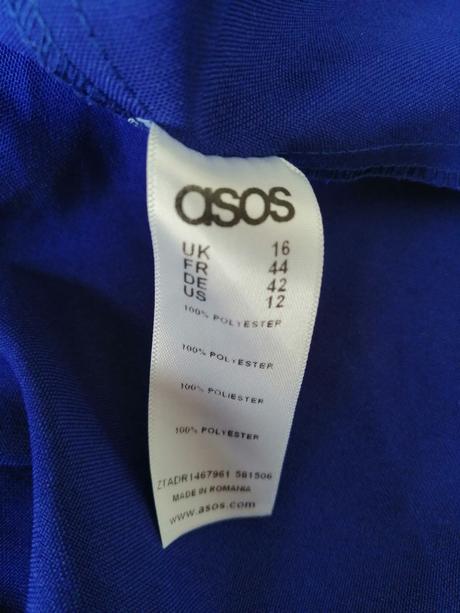 asos
UK 16
FR 44
DE 42
US 12
100% POLYESTER
100% POLYESTER
100% POLIESTER
100% POLYESTER
ZTADR1467961 581506
MADE IN ROMANIA
www.asos.com